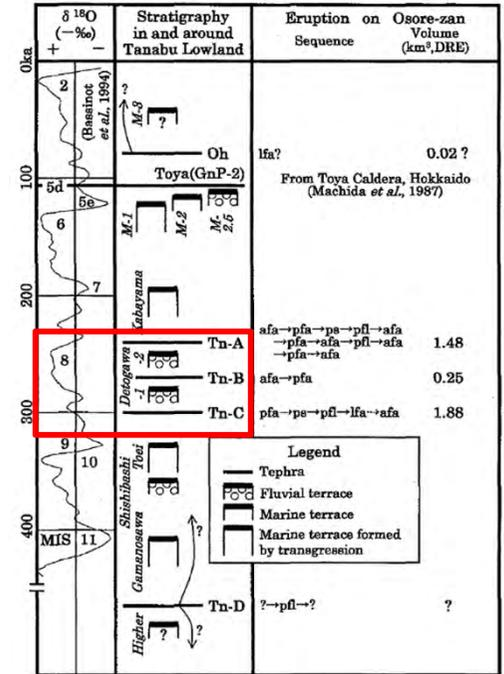 δ 18O
(−‰)
+ −
Stratigraphy
in and around
Tanabu Lowland
Eruption on Osore-zan
Sequence
Volume
(km³,DRE)
0ka
2
(Bassinot
et al., 1994)
?
M-3
?
Oh
lfa?
0.02 ?
100
5d
Toya(GnP-2)
From Toya Caldera, Hokkaido
(Machida et al., 1987)
5e
6
M-1
M-2
M-
2.5
7
200
Kabayama
afa→pfa→ps→pfl→afa
→pfa→afa→pfl→afa
→pfa→afa
Tn-A
1.48
8
Detogawa
-2
Tn-B
afa→pfa
0.25
-1
300
Tn-C
pfa→ps→pfl→lfa→afa
1.88
9
10
Toei
Shishibashi
Legend
Tephra
Fluvial terrace
Marine terrace
Marine terrace formed
by transgression
400
MIS
11
Gamanosawa
?
Tn-D
?→pfl→?
?
Higher
?
?